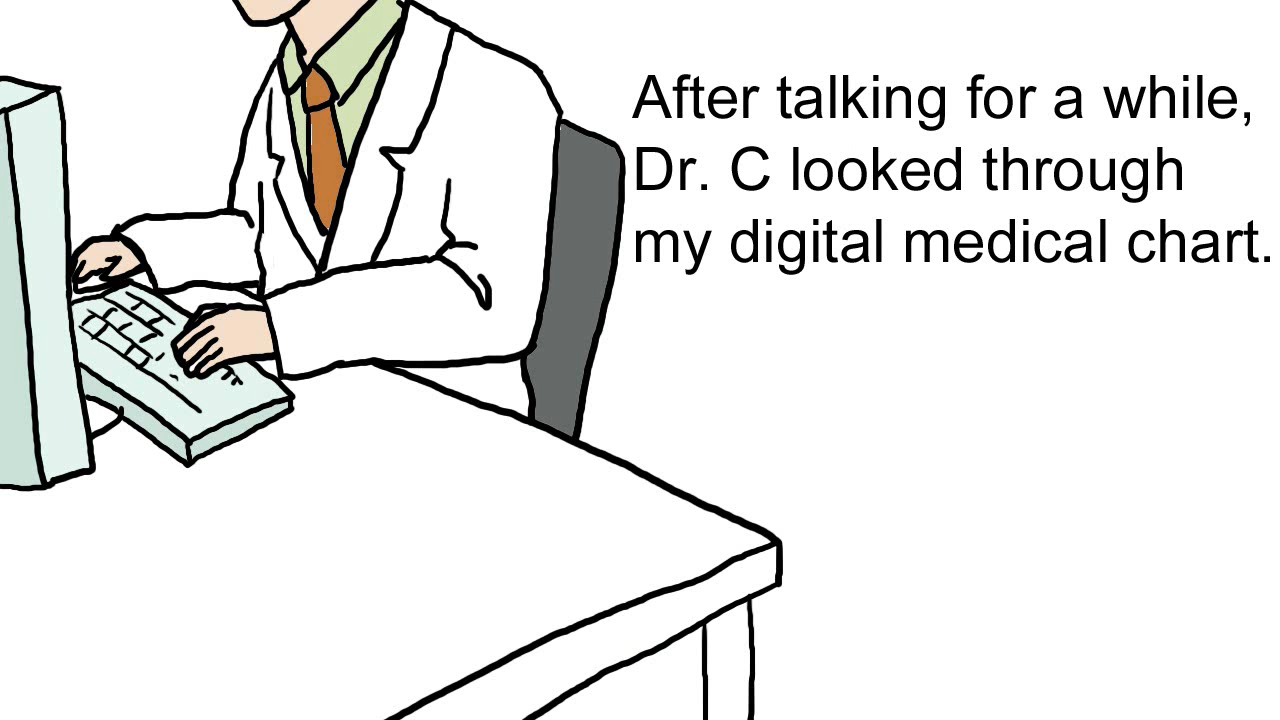 After talking for a while,
Dr. C looked through
my digital medical chart.